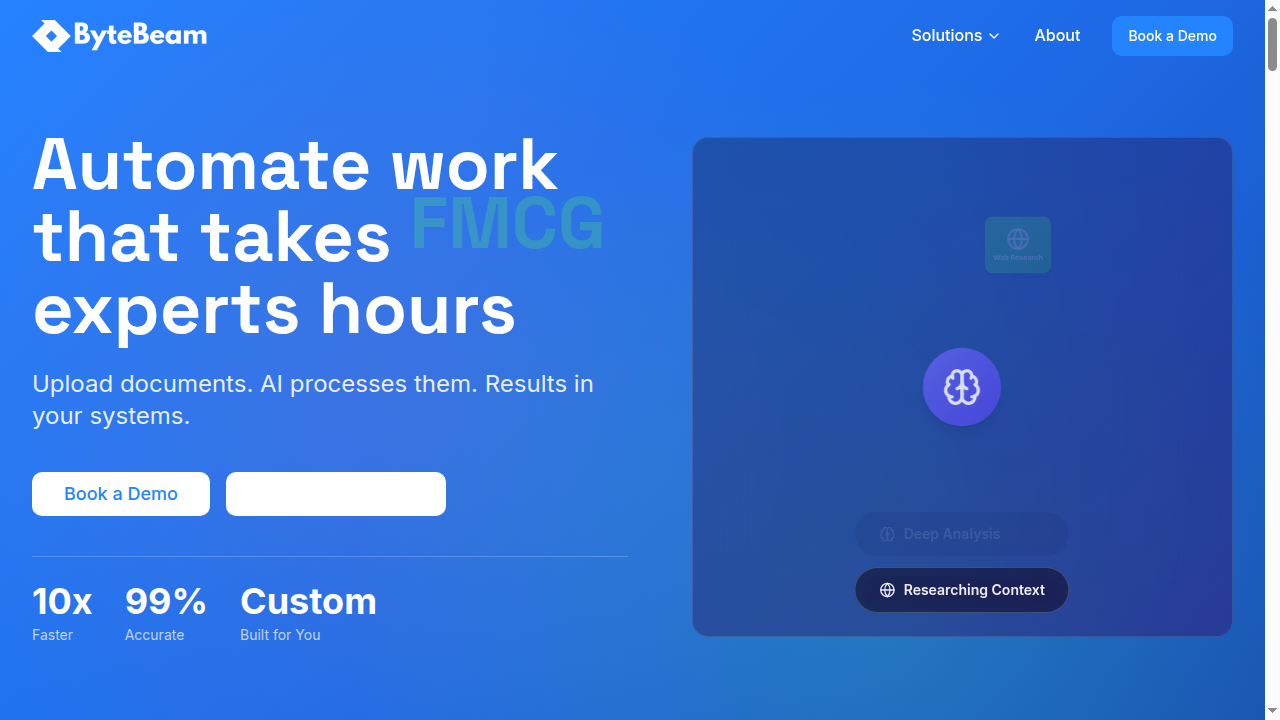 ByteBeam
Solutions
About
Book a Demo
Automate work
that takes FMCG
experts hours
Upload documents. AI processes them. Results in
your systems.
Book a Demo
10x
Faster
99%
Accurate
Custom
Built for You
Web Research
Deep Analysis
Researching Context